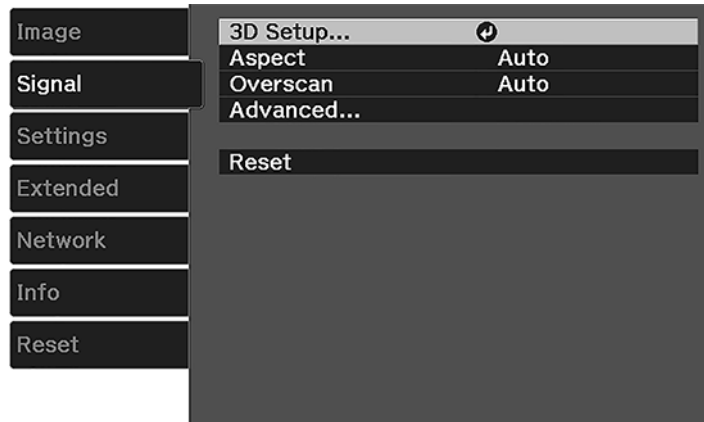 Image
Signal
Settings
Extended
Network
Info
Reset
3D Setup...
Aspect Auto
Overscan Auto
Advanced...
Reset